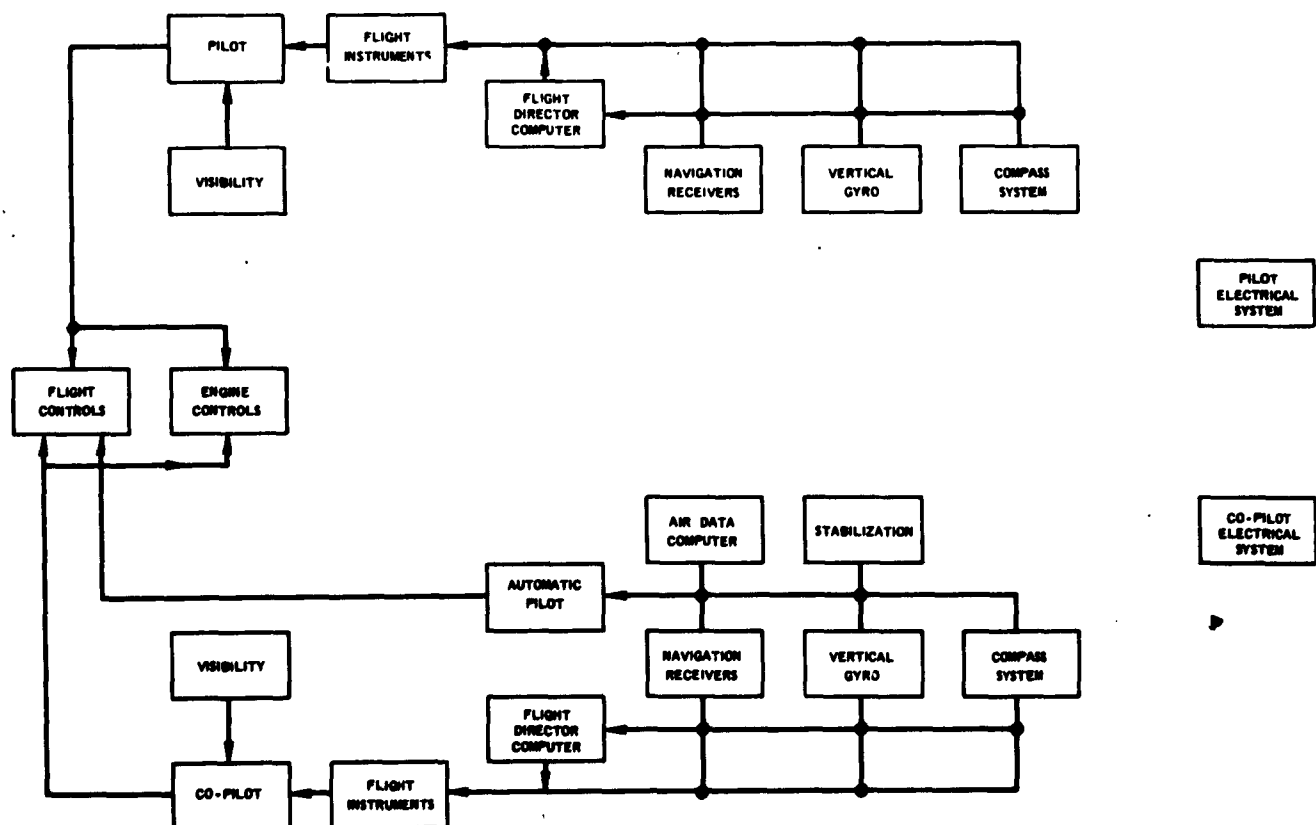 PILOT
FLIGHT
INSTRUMENTS
FLIGHT
DIRECTOR
COMPUTER
VISIBILITY
NAVIGATION
RECEIVERS
VERTICAL
GYRO
COMPASS
SYSTEM
PILOT
ELECTRICAL
SYSTEM
FLIGHT
CONTROLS
ENGINE
CONTROLS
AIR DATA
COMPUTER
STABILIZATION
CO-PILOT
ELECTRICAL
SYSTEM
AUTOMATIC
PILOT
VISIBILITY
NAVIGATION
RECEIVERS
VERTICAL
GYRO
COMPASS
SYSTEM
FLIGHT
DIRECTOR
COMPUTER
CO-PILOT
FLIGHT
INSTRUMENTS